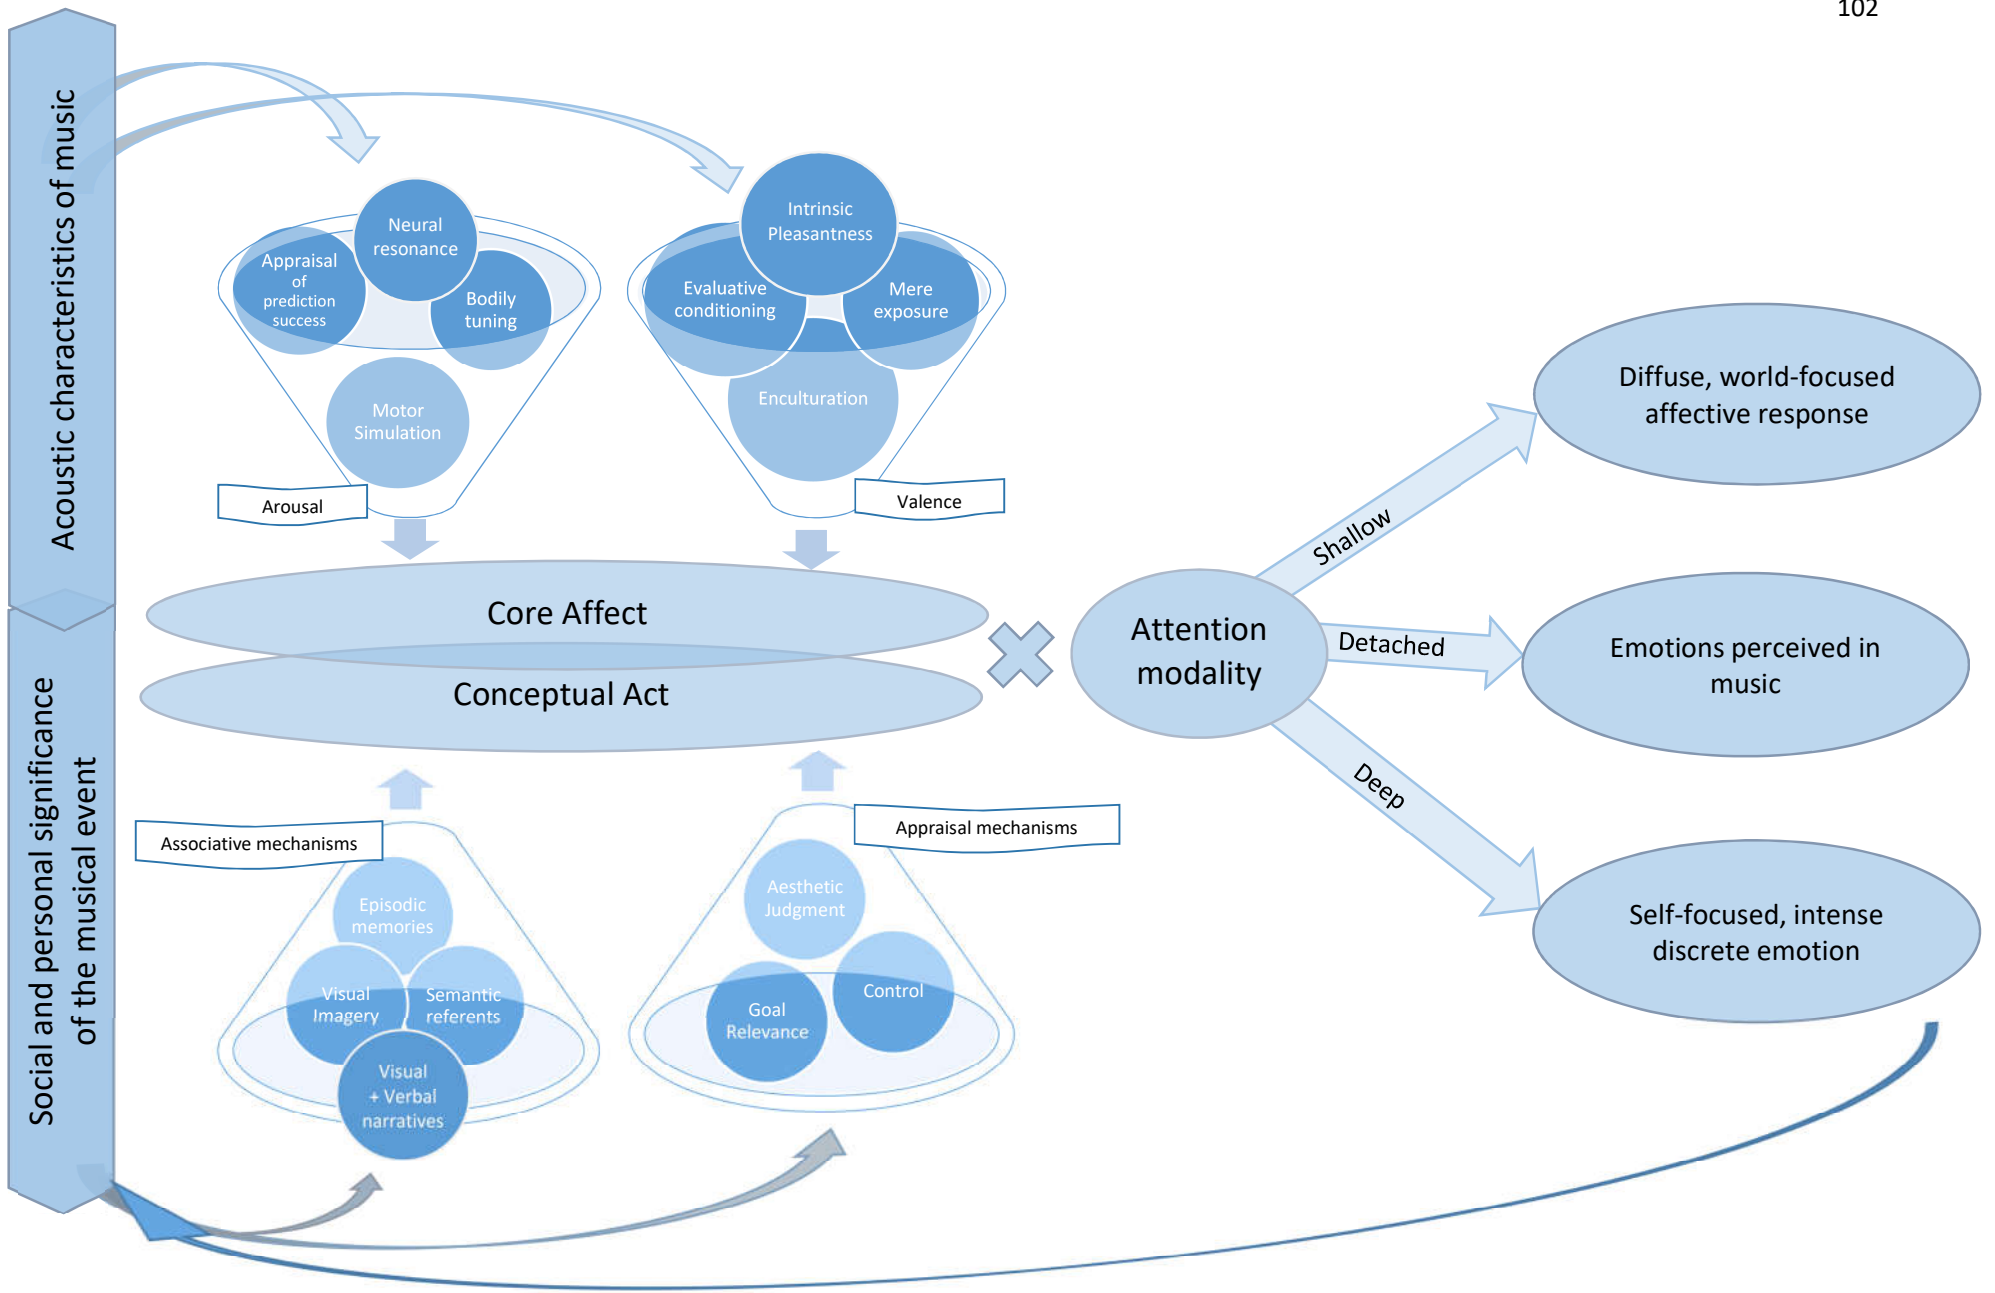 102
Acoustic characteristics of music
Neural
resonance
Appraisal
of
prediction
success
Bodily
tuning
Motor
Simulation
Arousal
Intrinsic
Pleasantness
Evaluative
conditioning
Mere
exposure
Enculturation
Valence
Core Affect
Conceptual Act
Attention
modality
Shallow
Detached
Deep
Diffuse, world-focused
affective response
Emotions perceived in
music
Self-focused, intense
discrete emotion
Social and personal significance
of the musical event
Associative mechanisms
Episodic
memories
Visual
Imagery
Semantic
referents
Visual
+ Verbal
narratives
Appraisal mechanisms
Aesthetic
Judgment
Goal
Relevance
Control